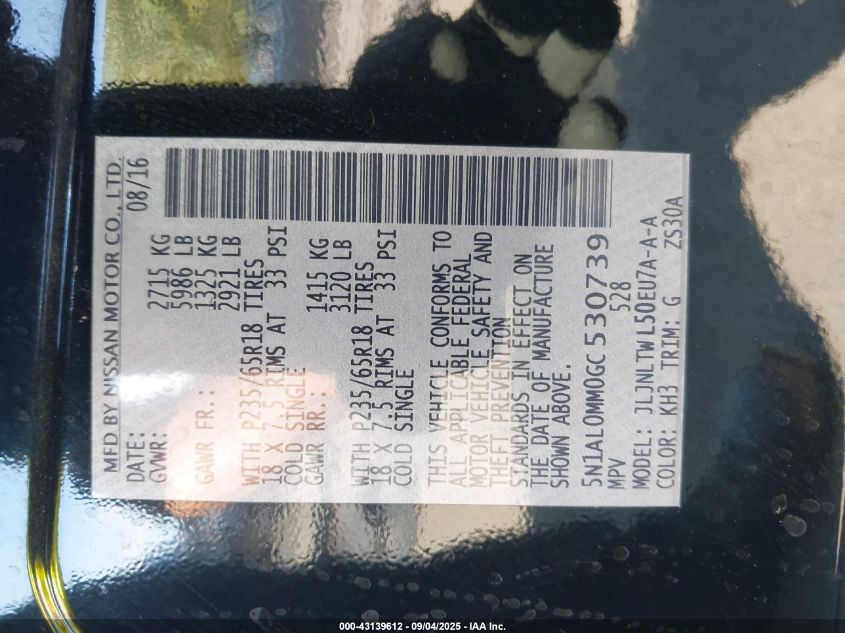 MFD BY NISSAN MOTOR CO., LTD.
DATE: 08/16
GVWR: 2715 KG
5986 LB
GAWR FR.: 1325 KG
2921 LB
WITH P235/65R18 TIRES
18 X 7.5 RIMS AT 33 PSI
COLD SINGLE
GAWR RR.: 1415 KG
3120 LB
WITH P235/65R18 TIRES
18 X 7.5 RIMS AT 33 PSI
COLD SINGLE
THIS VEHICLE CONFORMS TO
ALL APPLICABLE FEDERAL
MOTOR VEHICLE SAFETY AND
THEFT PREVENTION
STANDARDS IN EFFECT ON
THE DATE OF MANUFACTURE
SHOWN ABOVE.
5N1AL0MM0GC530739
MPV 528
MODEL: JLJNLTWL50EU7A-A-A
COLOR: KH3 TRIM: G ZS30A
000-43139612 - 09/04/2025 - IAA Inc.